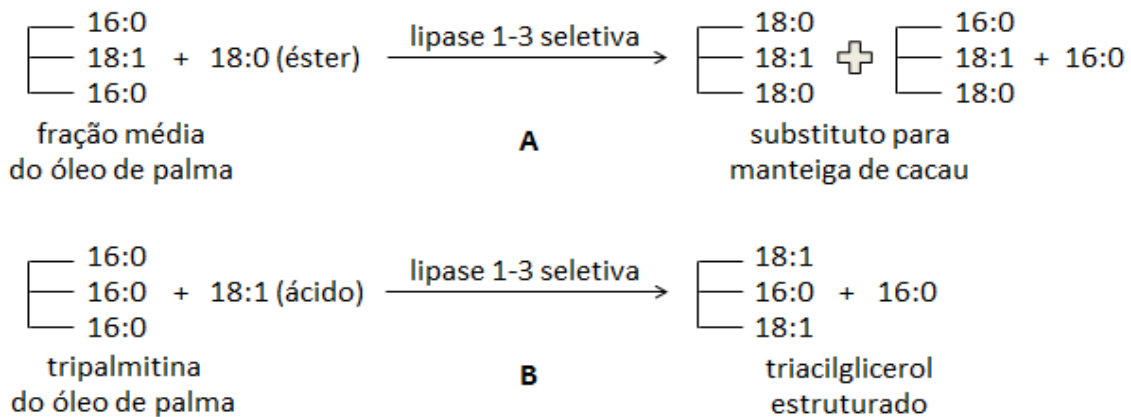 16:0 18:0 16:0
18:1 + 18:0 (éster) lipase 1-3 seletiva 18:1 18:1 + 16:0
16:0 18:0 18:0
fração média substituto para
do óleo de palma A manteiga de cacau
16:0 18:1
16:0 + 18:1 (ácido) lipase 1-3 seletiva 16:0 + 16:0
16:0 18:1
tripalmitina triacilglicerol
do óleo de palma B estruturado